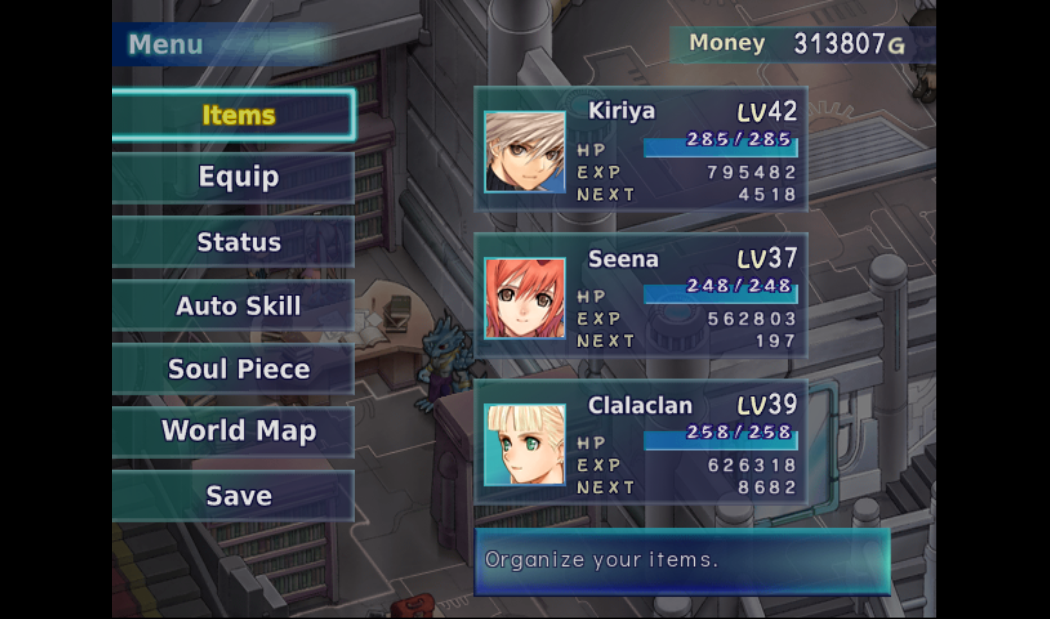 Menu
Money 313807G
Items
Equip
Status
Auto Skill
Soul Piece
World Map
Save
Kiriya LV42
HP 285/285
EXP 795482
NEXT 4518
Seena LV37
HP 248/248
EXP 562803
NEXT 197
Clalaclan LV39
HP 258/258
EXP 626318
NEXT 8682
Organize your items.